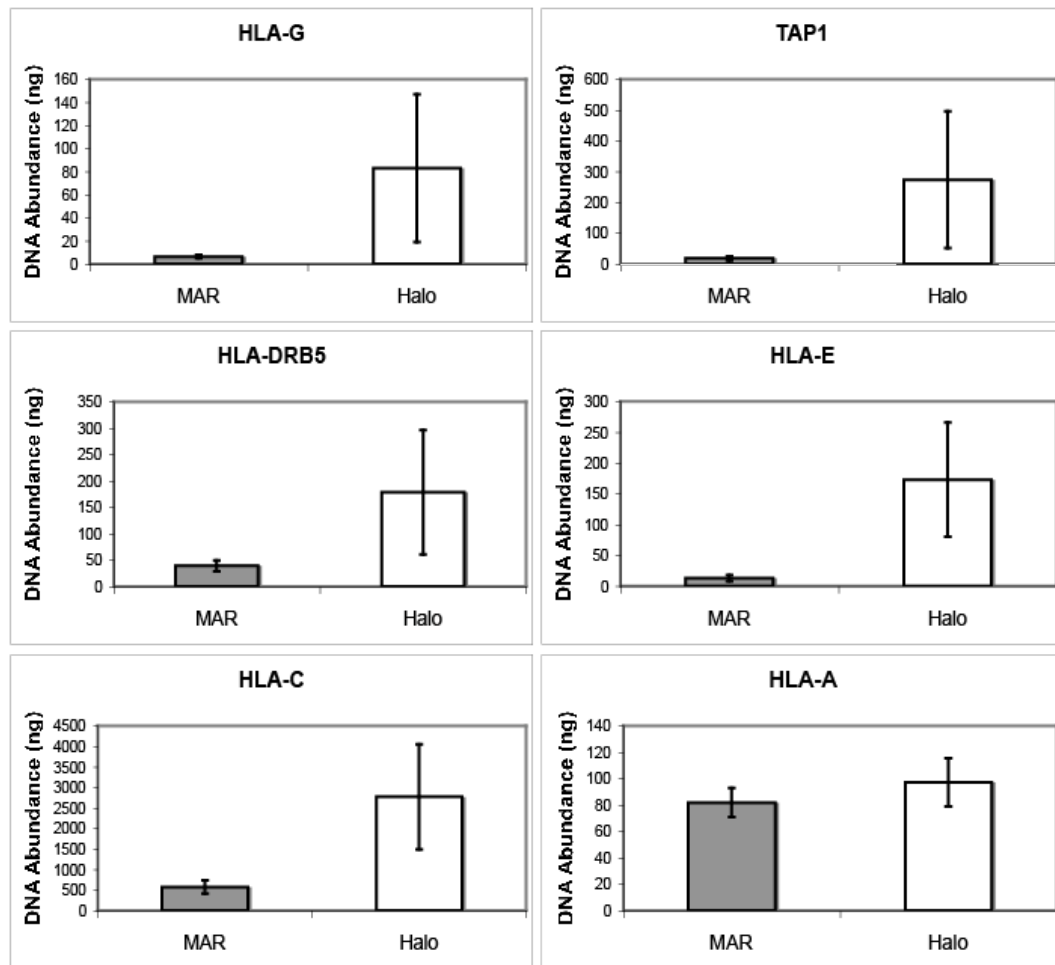 HLA-G
DNA Abundance (ng)
160
140
120
100
80
60
40
20
0
MAR Halo
TAP1
DNA Abundance (ng)
600
500
400
300
200
100
0
MAR Halo
HLA-DRB5
DNA Abundance (ng)
350
300
250
200
150
100
50
0
MAR Halo
HLA-E
DNA Abundance (ng)
300
250
200
150
100
50
0
MAR Halo
HLA-C
DNA Abundance (ng)
4500
4000
3500
3000
2500
2000
1500
1000
500
0
MAR Halo
HLA-A
DNA Abundance (ng)
140
120
100
80
60
40
20
0
MAR Halo